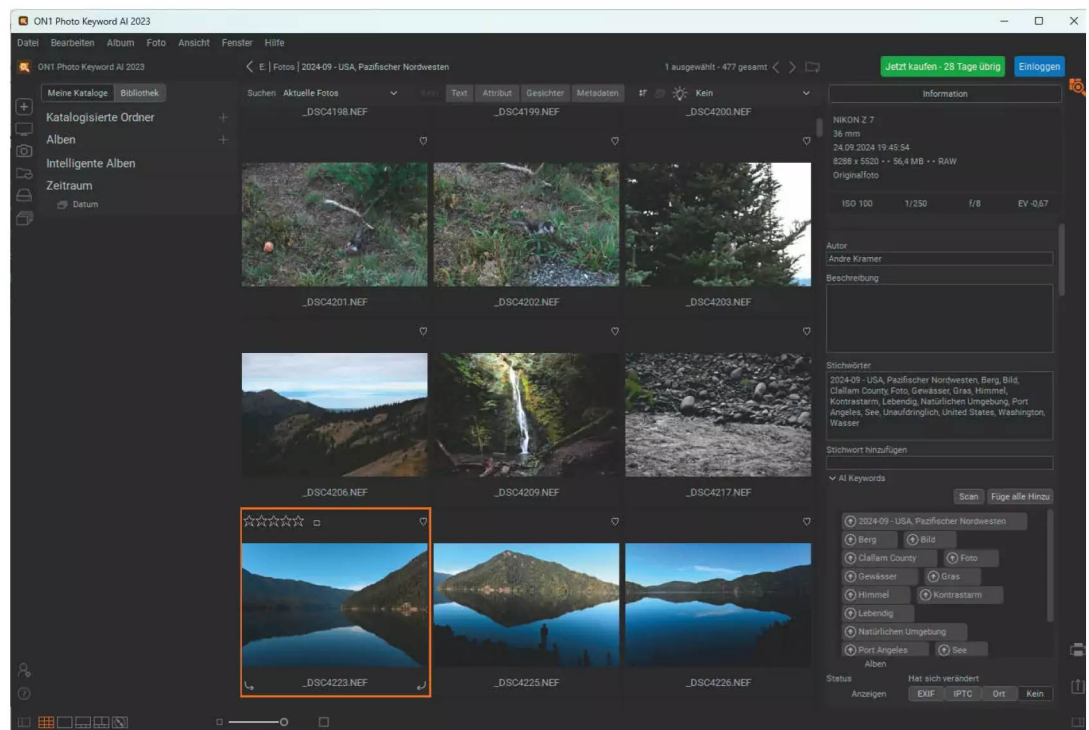 ON1 Photo Keyword AI 2023
Datei Bearbeiten Album Foto Ansicht Fenster Hilfe
ON1 Photo Keyword AI 2023
E: | Fotos | 2024-09 - USA, Pazifischer Nordwesten
1 ausgewählt - 477 gesamt
Jetzt kaufen - 28 Tage übrig
Einloggen
Meine Kataloge Bibliothek
Katalogisierte Ordner
Alben
Intelligente Alben
Zeitraum
Datum
Suchen Aktuelle Fotos
Text Attribut Gesichter Metadaten
Kein
_DSC4198.NEF _DSC4199.NEF _DSC4200.NEF
_DSC4201.NEF _DSC4202.NEF _DSC4203.NEF
_DSC4206.NEF _DSC4209.NEF _DSC4217.NEF
_DSC4223.NEF _DSC4225.NEF _DSC4226.NEF
Information
NIKON Z 7
36 mm
24.09.2024 19:45:54
8288 x 5520 • • 56,4 MB • • RAW
Originalfoto
ISO 100 1/250 f/8 EV -0,67
Autor
Andre Kramer
Beschreibung
Stichwörter
2024-09 - USA, Pazifischer Nordwesten, Berg, Bild,
Clallam County, Foto, Gewässer, Gras, Himmel,
Kontrastarm, Lebendig, Natürlichen Umgebung, Port
Angeles, See, Unaufdringlich, United States, Washington,
Wasser
Stichwort hinzufügen
AI Keywords
Scan Füge alle Hinzu
2024-09 - USA, Pazifischer Nordwesten
Berg Bild
Clallam County Foto
Gewässer Gras
Himmel Kontrastarm
Lebendig
Natürlichen Umgebung
Port Angeles See
Alben
Status Hat sich verändert
Anzeigen EXIF IPTC Ort Kein